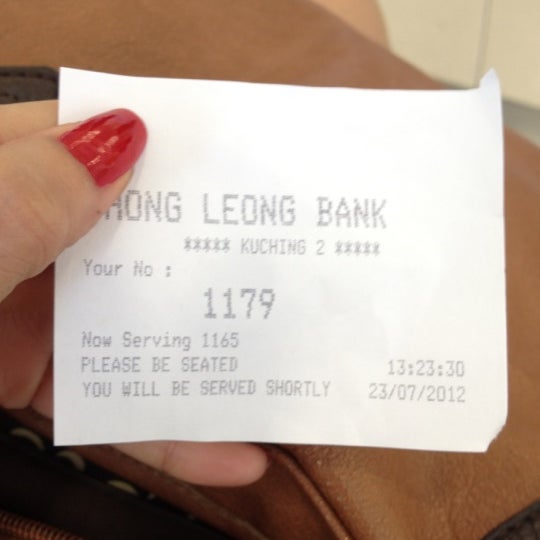 HONG LEONG BANK
***** KUCHING 2 *****
Your No :
1179
Now Serving 1165
PLEASE BE SEATED 13:23:30
YOU WILL BE SERVED SHORTLY 23/07/2012